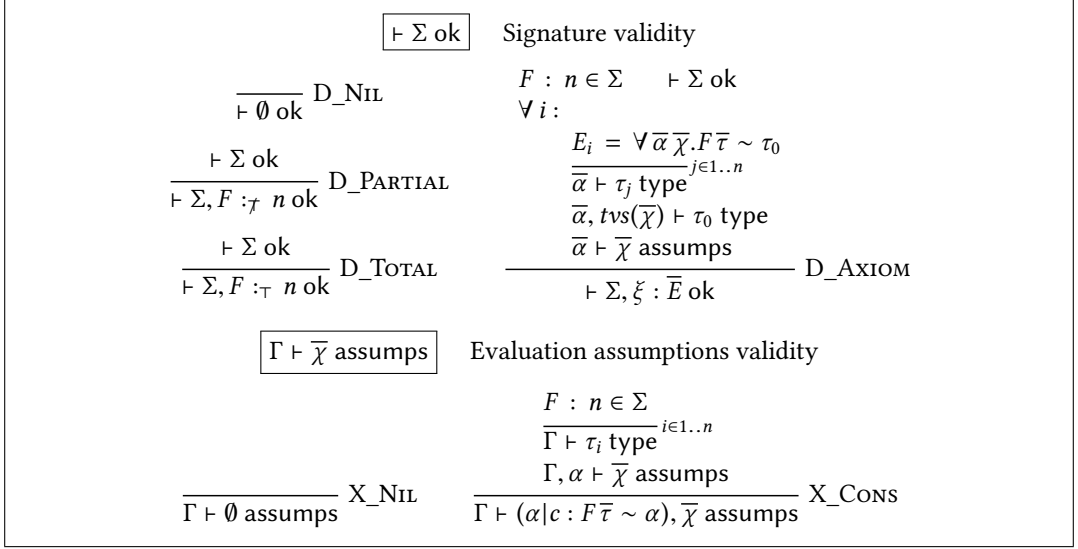 ⊢ Σ ok Signature validity
⊢ ∅ ok D_Nil
⊢ Σ ok
⊢ Σ, F :_⊤̸ n ok D_Partial
⊢ Σ ok
⊢ Σ, F :_⊤ n ok D_Total
F : n ∈ Σ ⊢ Σ ok
∀ i :
E_i = ∀ α̅ χ̅. F τ̅ ∼ τ_0
α̅ ⊢ τ_j type ^{j∈1..n}
α̅, tvs(χ̅) ⊢ τ_0 type
α̅ ⊢ χ̅ assumps
⊢ Σ, ξ : E̅ ok D_Axiom
Γ ⊢ χ̅ assumps Evaluation assumptions validity
Γ ⊢ ∅ assumps X_Nil
F : n ∈ Σ
Γ ⊢ τ_i type ^{i∈1..n}
Γ, α ⊢ χ̅ assumps
Γ ⊢ (α|c : F τ̅ ∼ α), χ̅ assumps X_Cons